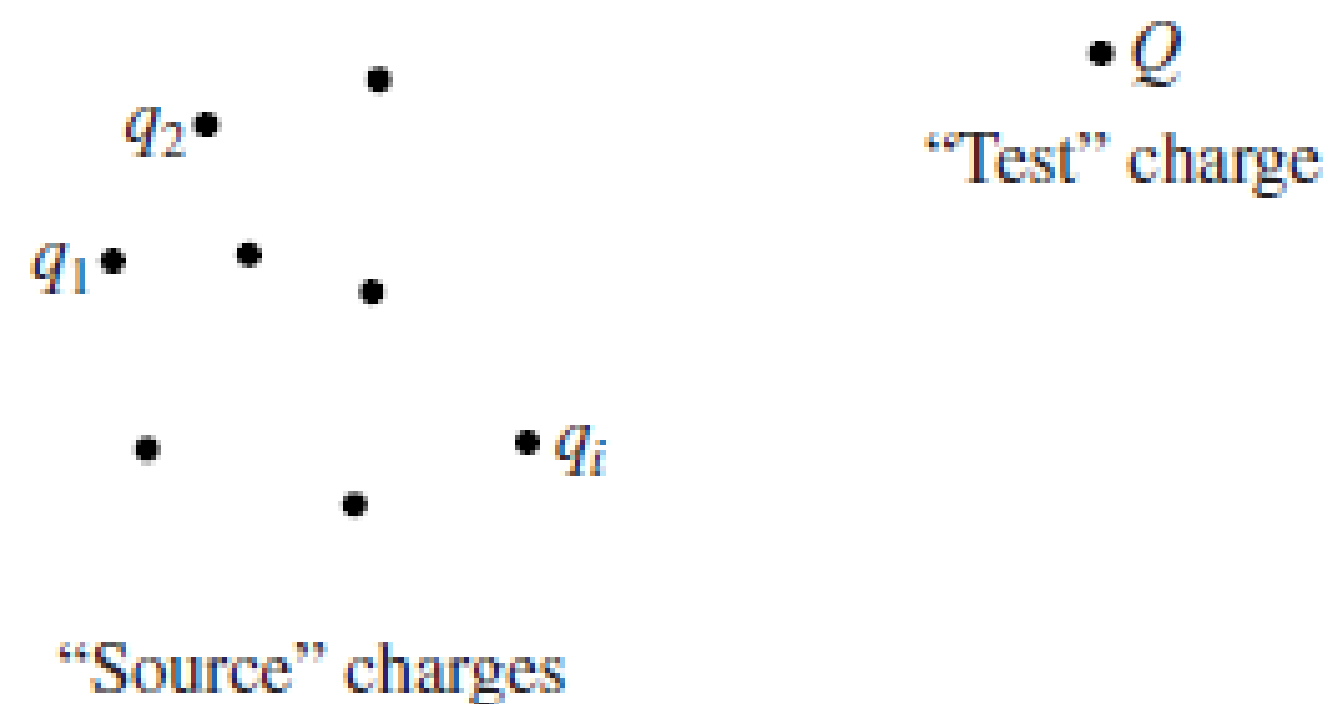 Q
q₂
"Test" charge
q₁
qᵢ
"Source" charges